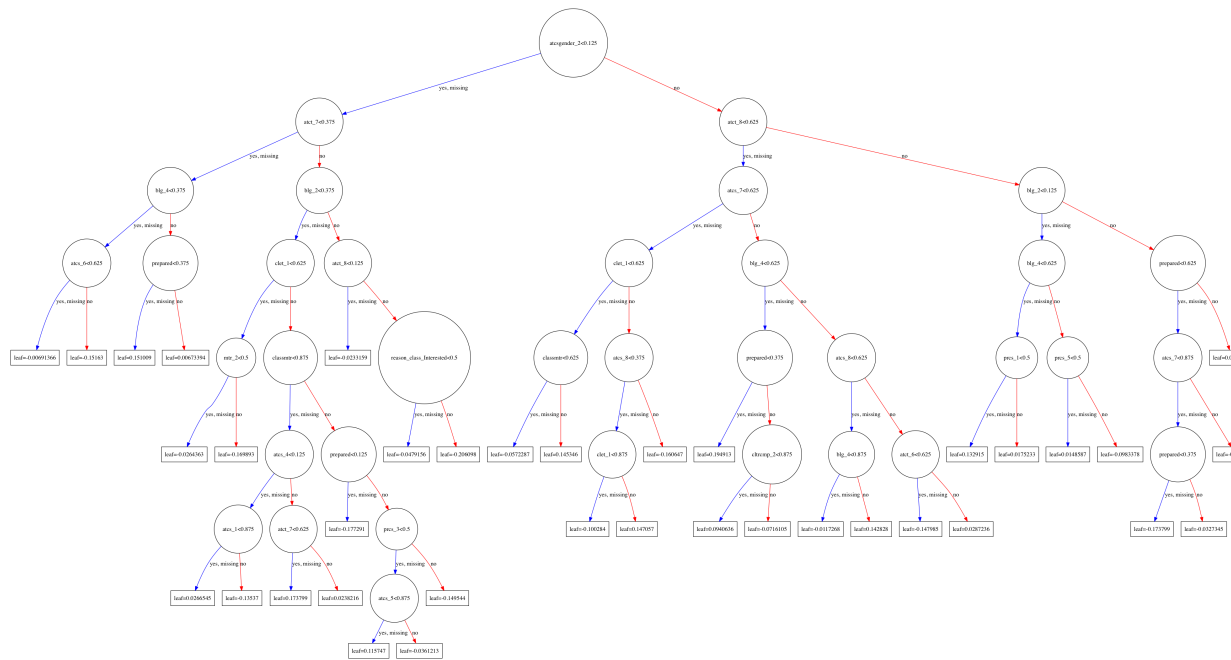 atcsgender_2<0.125
yes, missing
no
atct_7<0.375
atct_8<0.625
yes, missing
no
yes, missing
no
blg_4<0.375
blg_2<0.375
atcs_7<0.625
blg_2<0.125
yes, missing
no
yes, missing
no
yes, missing
no
yes, missing
no
atcs_6<0.625
prepared<0.375
clet_1<0.625
atct_8<0.125
clet_1<0.625
blg_4<0.625
blg_4<0.625
prepared<0.625
yes, missing
no
yes, missing
no
yes, missing
no
yes, missing
no
yes, missing
no
yes, missing
no
yes, missing
no
yes, missing
no
leaf=-0.00691366
leaf=-0.15163
leaf=0.151009
leaf=0.00673394
mtr_2<0.5
classmtr<0.875
leaf=-0.0233159
reason_class_Interested<0.5
classmtr<0.625
atcs_8<0.375
prepared<0.375
atcs_8<0.625
prcs_1<0.5
prcs_5<0.5
atcs_7<0.875
yes, missing
no
yes, missing
no
yes, missing
no
yes, missing
no
yes, missing
no
yes, missing
no
yes, missing
no
yes, missing
no
yes, missing
no
yes, missing
no
leaf=-0.0264363
leaf=-0.169893
atcs_4<0.125
prepared<0.125
leaf=-0.0479156
leaf=-0.206098
leaf=-0.0572287
leaf=0.145346
clet_1<0.875
leaf=-0.160647
leaf=0.194913
cltrcmp_2<0.875
blg_4<0.875
atct_6<0.625
leaf=0.132915
leaf=0.0175233
leaf=0.0148587
leaf=-0.0983378
prepared<0.375
yes, missing
no
yes, missing
no
yes, missing
no
yes, missing
no
yes, missing
no
yes, missing
no
yes, missing
no
atcs_1<0.875
atct_7<0.625
leaf=-0.177291
prcs_3<0.5
leaf=-0.100284
leaf=0.147057
leaf=0.0940636
leaf=-0.0716105
leaf=-0.0117268
leaf=0.142828
leaf=-0.147985
leaf=0.0287236
leaf=-0.173799
leaf=-0.0327345
yes, missing
no
yes, missing
no
yes, missing
no
leaf=0.0266545
leaf=-0.13537
leaf=0.173799
leaf=0.0238216
atcs_5<0.875
leaf=-0.149544
yes, missing
no
leaf=0.115747
leaf=-0.0361213